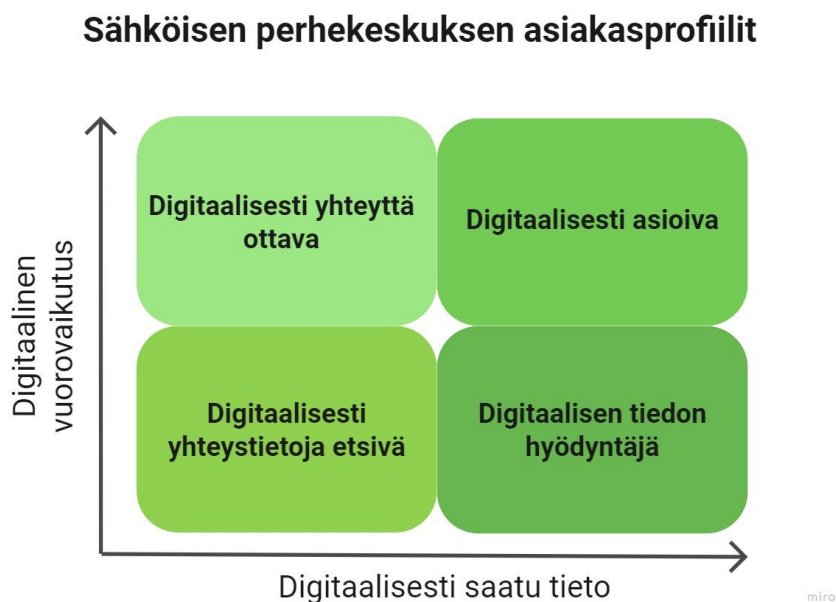 Sähköisen perhekeskuksen asiakasprofiilit
Digitaalisesti yhteyttä
ottava
Digitaalisesti asioiva
Digitaalinen
vuorovaikutus
Digitaalisesti
yhteystietoja etsivä
Digitaalisen tiedon
hyödyntäjä
Digitaalisesti saatu tieto
miro